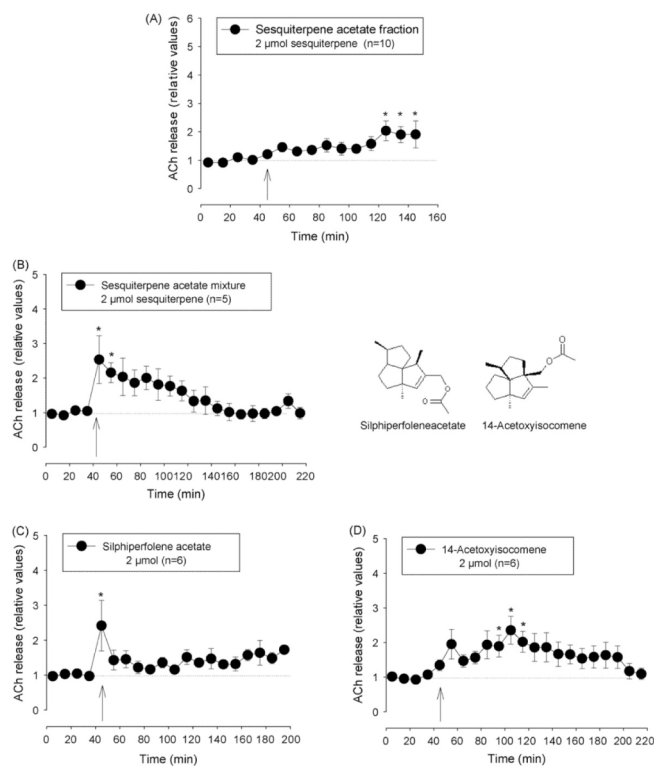 (A)
Sesquiterpene acetate fraction
2 µmol sesquiterpene (n=10)
ACh release (relative values)
6
5
4
3
2
1
0
* * *
0 20 40 60 80 100 120 140 160
Time (min)
(B)
Sesquiterpene acetate mixture
2 µmol sesquiterpene (n=5)
ACh release (relative values)
5
4
3
2
1
0
* *
0 20 40 60 80 100120 140160 180200 220
Time (min)
O
O
Silphiperfoleneacetate
O
O
14-Acetoxyisocomene
(C)
Silphiperfolene acetate
2 µmol (n=6)
ACh release (relative values)
5
4
3
2
1
0
*
0 20 40 60 80 100 120 140 160 180 200
Time (min)
(D)
14-Acetoxyisocomene
2 µmol (n=6)
ACh release (relative values)
5
4
3
2
1
0
* * *
0 20 40 60 80 100 120 140 160 180 200 220
Time (min)